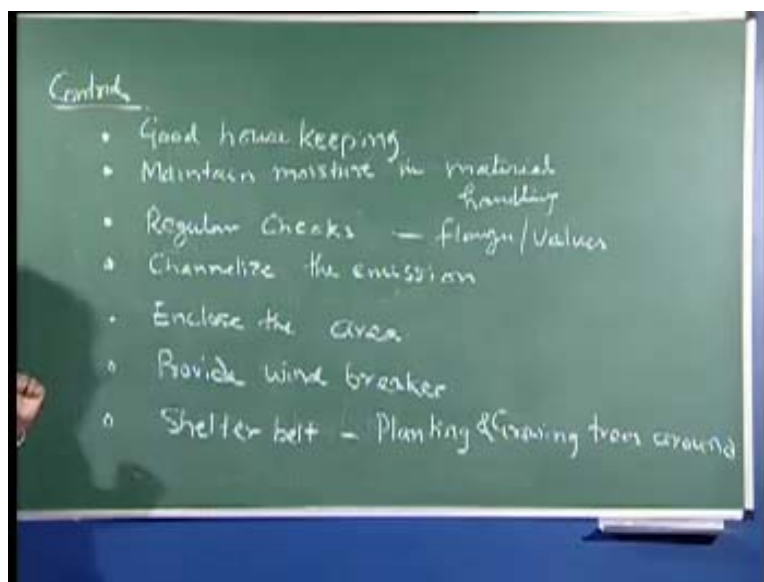 Control
• Good house keeping
• Maintain moisture in material
handling
• Regular Checks — flanges/valves
• Channelize the emission
• Enclose the area
• Provide wind breaker
• Shelter belt – Planting & Growing trees around